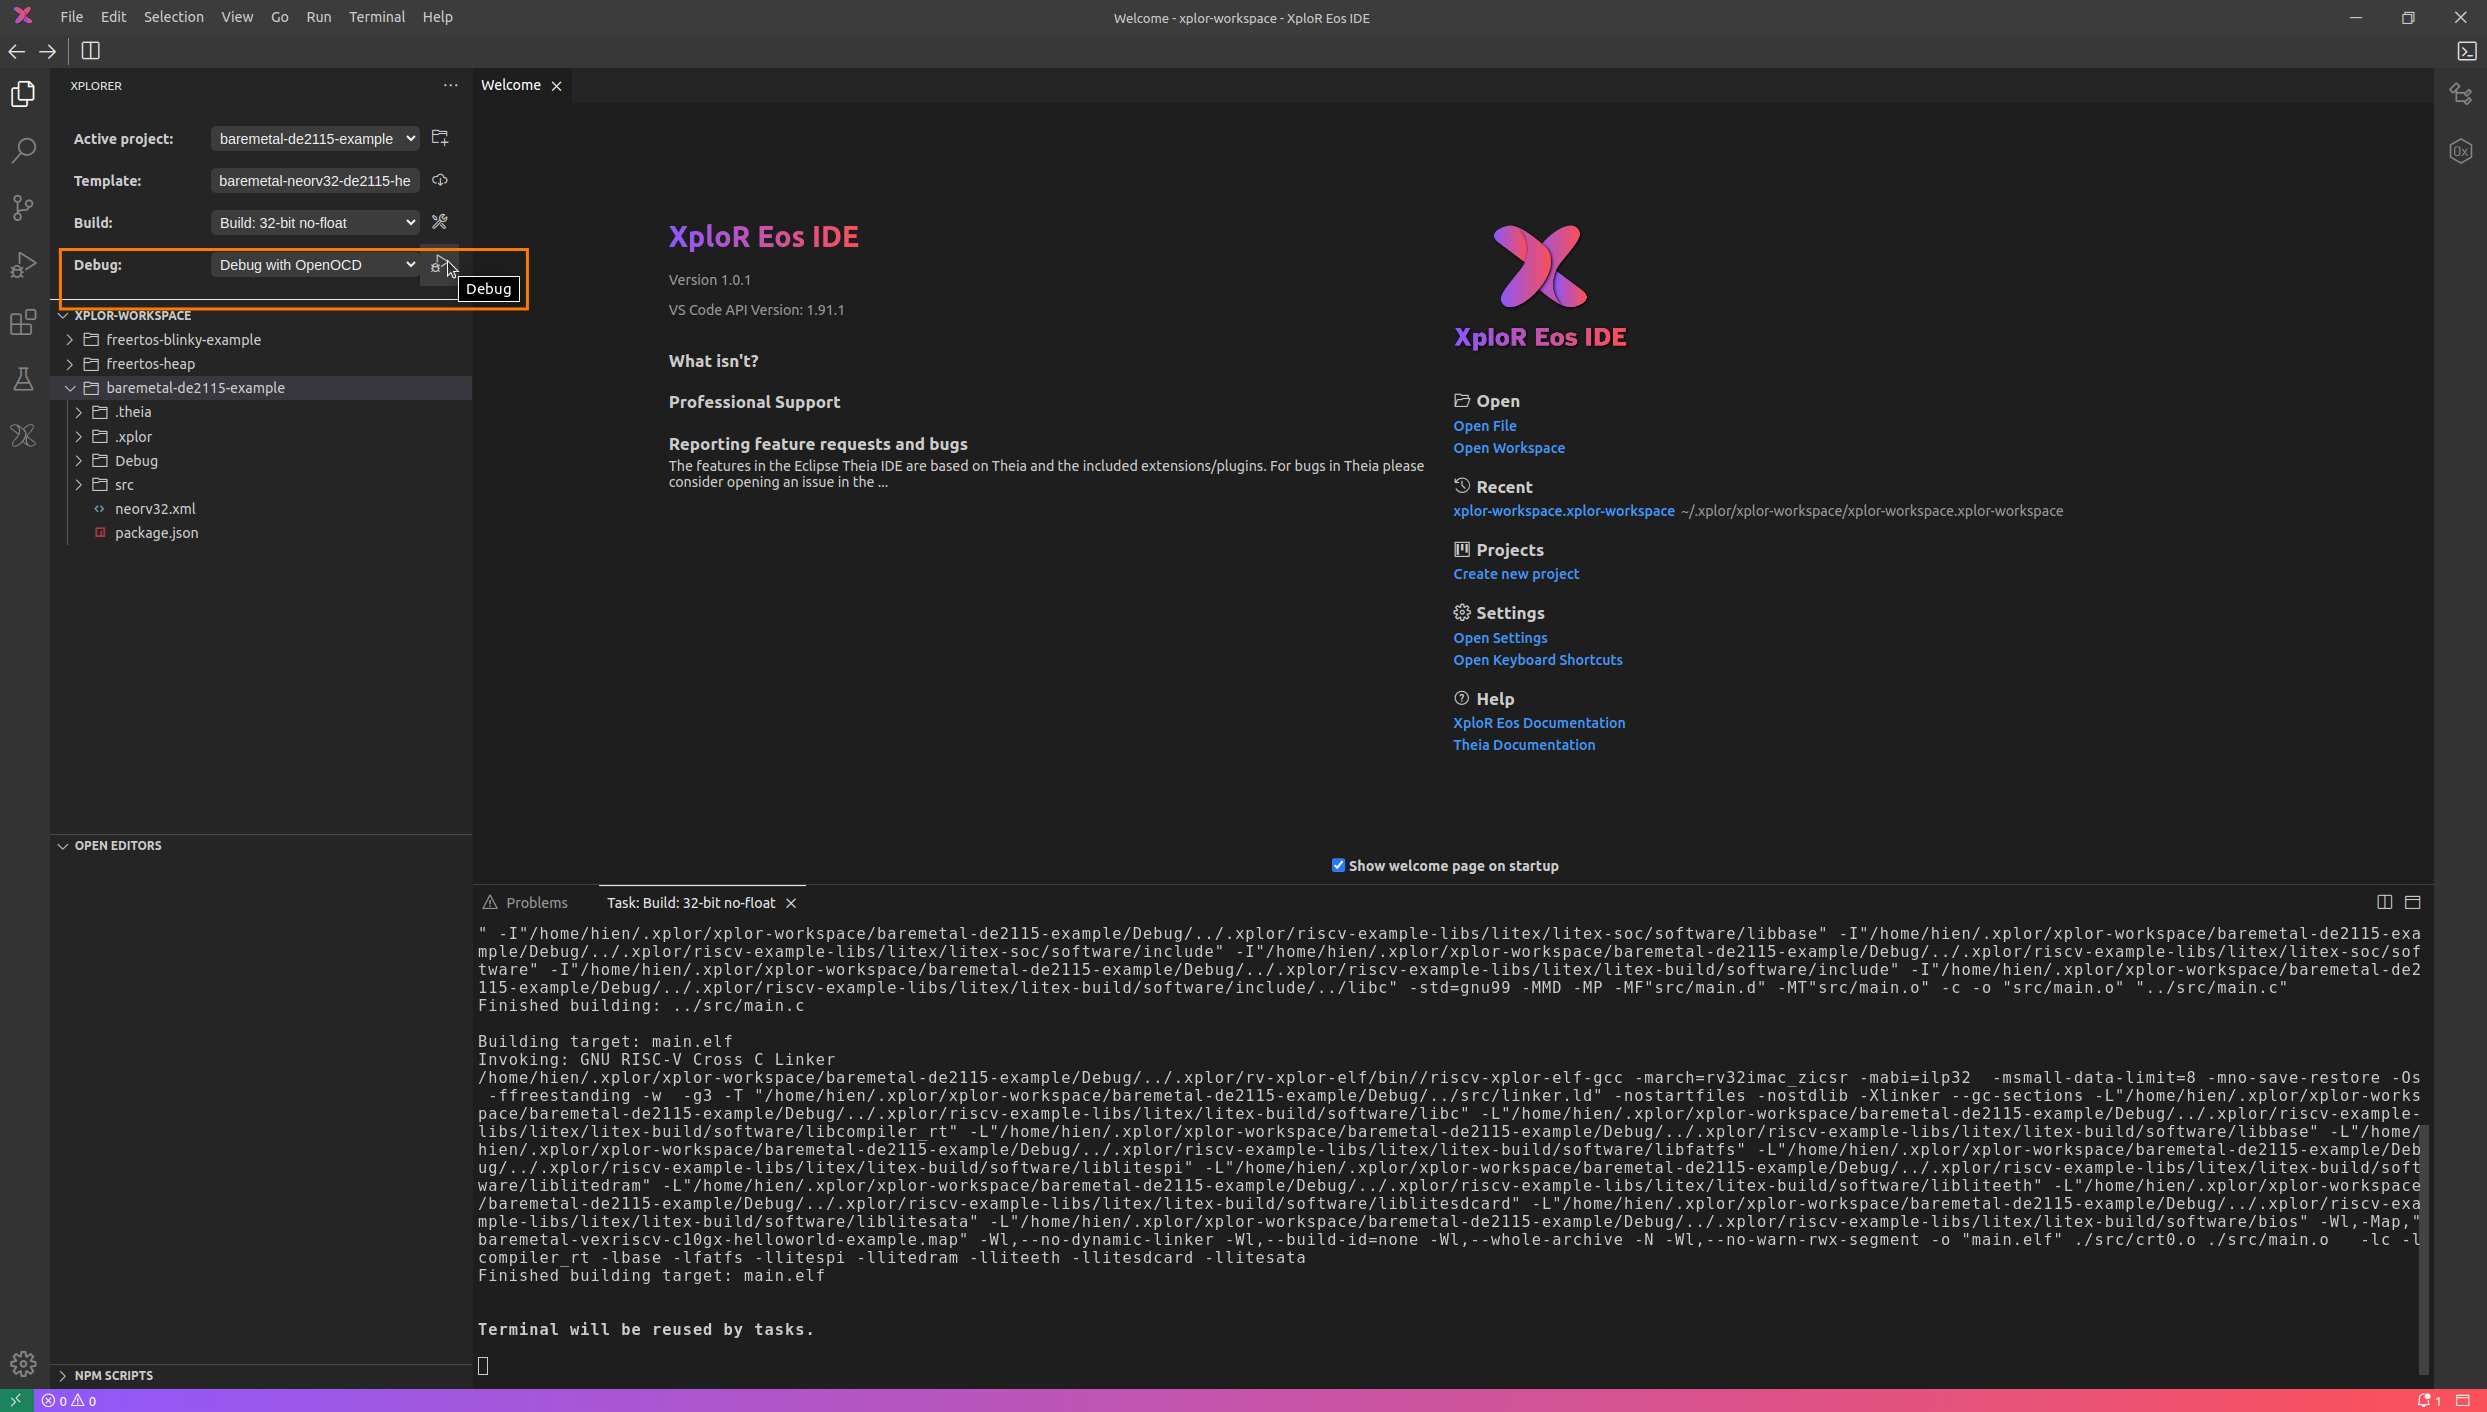 File Edit Selection View Go Run Terminal Help
Welcome - xplor-workspace - XploR Eos IDE
XPLORER
Active project: baremetal-de2115-example
Template: baremetal-neorv32-de2115-he
Build: Build: 32-bit no-float
Debug: Debug with OpenOCD
Debug
XPLOR-WORKSPACE
freertos-blinky-example
freertos-heap
baremetal-de2115-example
.theia
.xplor
Debug
src
neorv32.xml
package.json
OPEN EDITORS
NPM SCRIPTS
Welcome
XploR Eos IDE
Version 1.0.1
VS Code API Version: 1.91.1
What isn't?
Professional Support
Reporting feature requests and bugs
The features in the Eclipse Theia IDE are based on Theia and the included extensions/plugins. For bugs in Theia please
consider opening an issue in the ...
XploR Eos IDE
Open
Open File
Open Workspace
Recent
xplor-workspace.xplor-workspace ~/.xplor/xplor-workspace/xplor-workspace.xplor-workspace
Projects
Create new project
Settings
Open Settings
Open Keyboard Shortcuts
Help
XploR Eos Documentation
Theia Documentation
Show welcome page on startup
Problems Task: Build: 32-bit no-float
" -I"/home/hien/.xplor/xplor-workspace/baremetal-de2115-example/Debug/../.xplor/riscv-example-libs/litex/litex-soc/software/libbase" -I"/home/hien/.xplor/xplor-workspace/baremetal-de2115-exa
mple/Debug/../.xplor/riscv-example-libs/litex/litex-soc/software/include" -I"/home/hien/.xplor/xplor-workspace/baremetal-de2115-example/Debug/../.xplor/riscv-example-libs/litex/litex-soc/sof
tware" -I"/home/hien/.xplor/xplor-workspace/baremetal-de2115-example/Debug/../.xplor/riscv-example-libs/litex/litex-build/software/include" -I"/home/hien/.xplor/xplor-workspace/baremetal-de2
115-example/Debug/../.xplor/riscv-example-libs/litex/litex-build/software/include/../libc" -std=gnu99 -MMD -MP -MF"src/main.d" -MT"src/main.o" -c -o "src/main.o" "../src/main.c"
Finished building: ../src/main.c
Building target: main.elf
Invoking: GNU RISC-V Cross C Linker
/home/hien/.xplor/xplor-workspace/baremetal-de2115-example/Debug/../.xplor/rv-xplor-elf/bin//riscv-xplor-elf-gcc -march=rv32imac_zicsr -mabi=ilp32  -msmall-data-limit=8 -mno-save-restore -Os
-ffreestanding -w  -g3 -T "/home/hien/.xplor/xplor-workspace/baremetal-de2115-example/Debug/../src/linker.ld" -nostartfiles -nostdlib -Xlinker --gc-sections -L"/home/hien/.xplor/xplor-works
pace/baremetal-de2115-example/Debug/../.xplor/riscv-example-libs/litex/litex-build/software/libc" -L"/home/hien/.xplor/xplor-workspace/baremetal-de2115-example/Debug/../.xplor/riscv-example-
libs/litex/litex-build/software/libcompiler_rt" -L"/home/hien/.xplor/xplor-workspace/baremetal-de2115-example/Debug/../.xplor/riscv-example-libs/litex/litex-build/software/libbase" -L"/home/
hien/.xplor/xplor-workspace/baremetal-de2115-example/Debug/../.xplor/riscv-example-libs/litex/litex-build/software/libfatfs" -L"/home/hien/.xplor/xplor-workspace/baremetal-de2115-example/Deb
ug/../.xplor/riscv-example-libs/litex/litex-build/software/liblitespi" -L"/home/hien/.xplor/xplor-workspace/baremetal-de2115-example/Debug/../.xplor/riscv-example-libs/litex/litex-build/soft
ware/liblitedram" -L"/home/hien/.xplor/xplor-workspace/baremetal-de2115-example/Debug/../.xplor/riscv-example-libs/litex/litex-build/software/libliteeth" -L"/home/hien/.xplor/xplor-workspace
/baremetal-de2115-example/Debug/../.xplor/riscv-example-libs/litex/litex-build/software/liblitesdcard" -L"/home/hien/.xplor/xplor-workspace/baremetal-de2115-example/Debug/../.xplor/riscv-exa
mple-libs/litex/litex-build/software/liblitesata" -L"/home/hien/.xplor/xplor-workspace/baremetal-de2115-example/Debug/../.xplor/riscv-example-libs/litex/litex-build/software/bios" -Wl,-Map,"
baremetal-vexriscv-c10gx-helloworld-example.map" -Wl,--no-dynamic-linker -Wl,--build-id=none -Wl,--whole-archive -N -Wl,--no-warn-rwx-segment -o "main.elf" ./src/crt0.o ./src/main.o   -lc -l
compiler_rt -lbase -lfatfs -llitespi -llitedram -lliteeth -llitesdcard -llitesata
Finished building target: main.elf
Terminal will be reused by tasks.
0 0
1